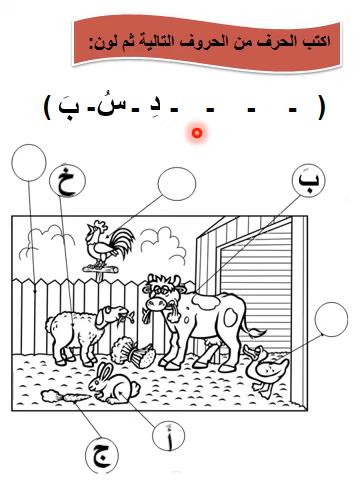 اكتب الحرف من الحروف التالية ثم لون:
( بَ - سُ - دِ - - - - )
خَ
بَ
أَ
ج